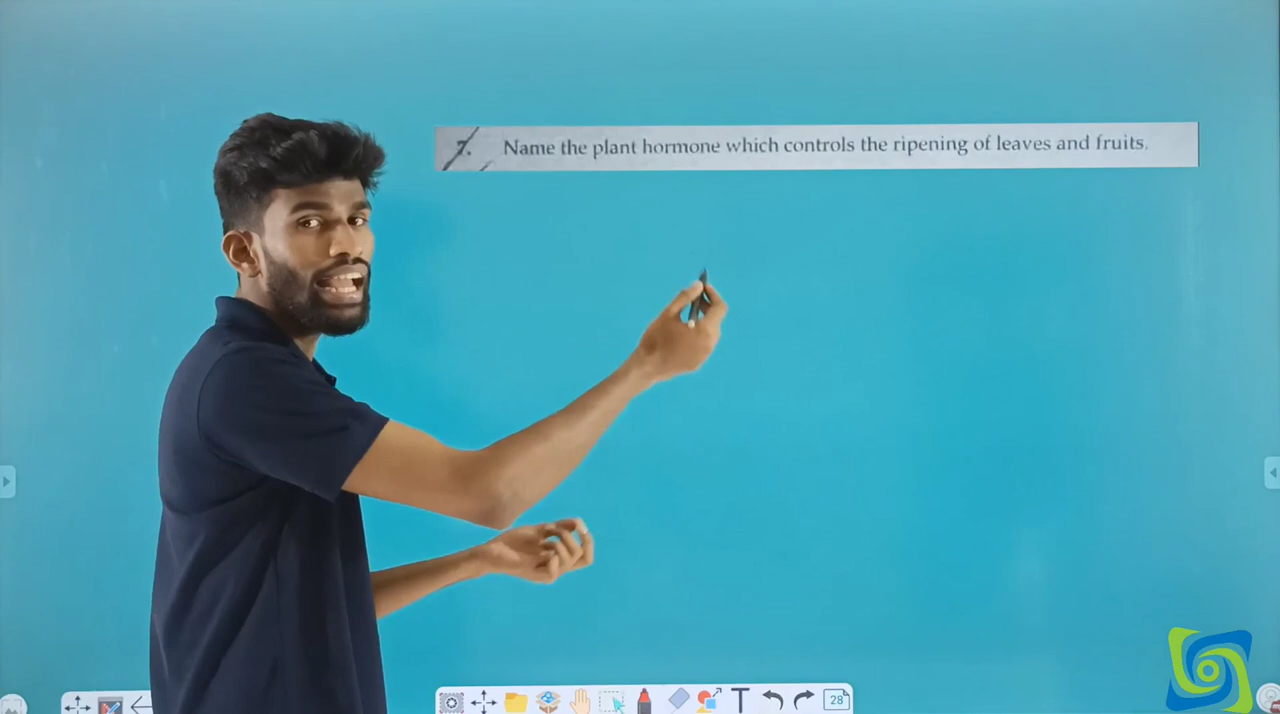 7. Name the plant hormone which controls the ripening of leaves and fruits.
T
28